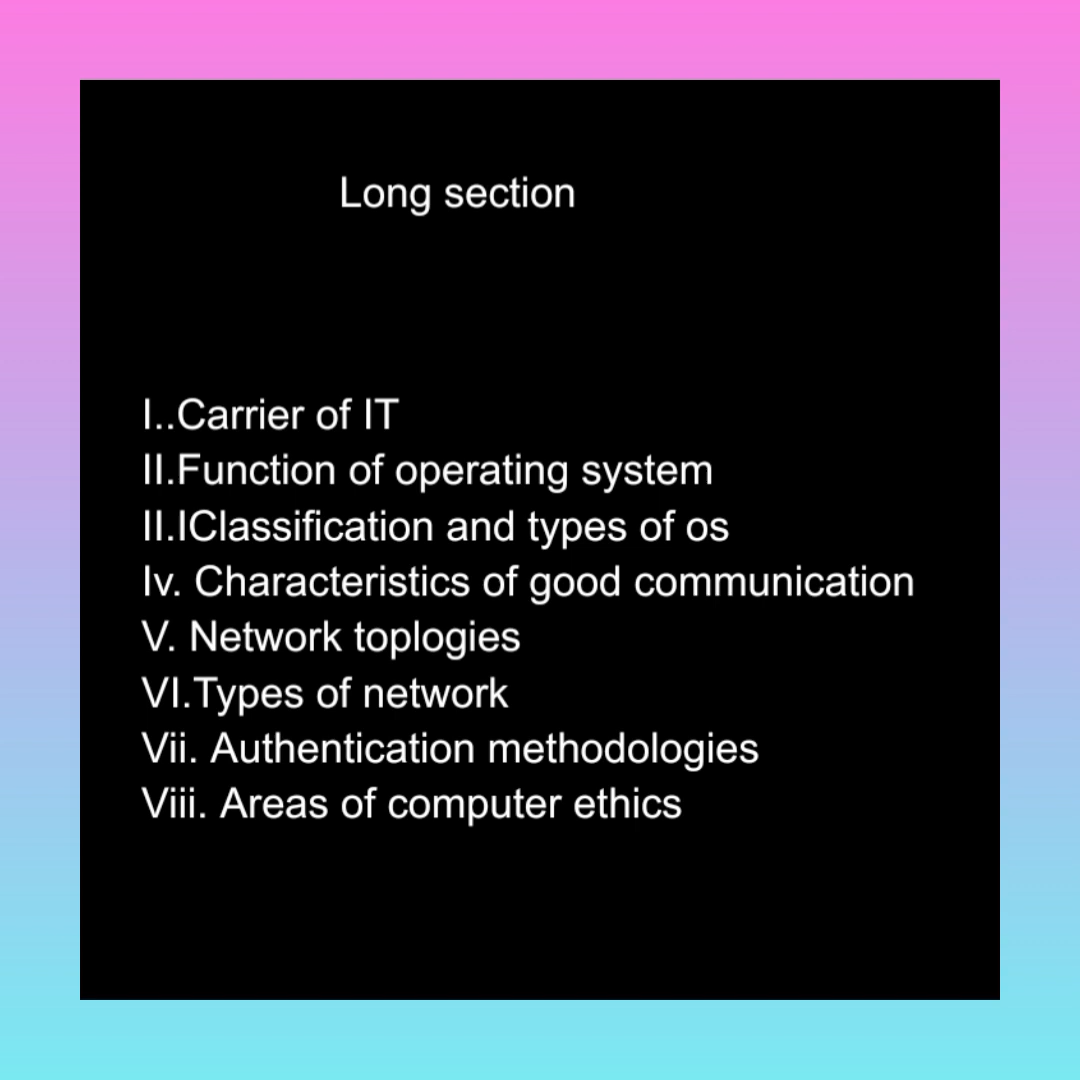 Long section
I..Carrier of IT
II.Function of operating system
II.IClassification and types of os
Iv. Characteristics of good communication
V. Network toplogies
VI.Types of network
Vii. Authentication methodologies
Viii. Areas of computer ethics